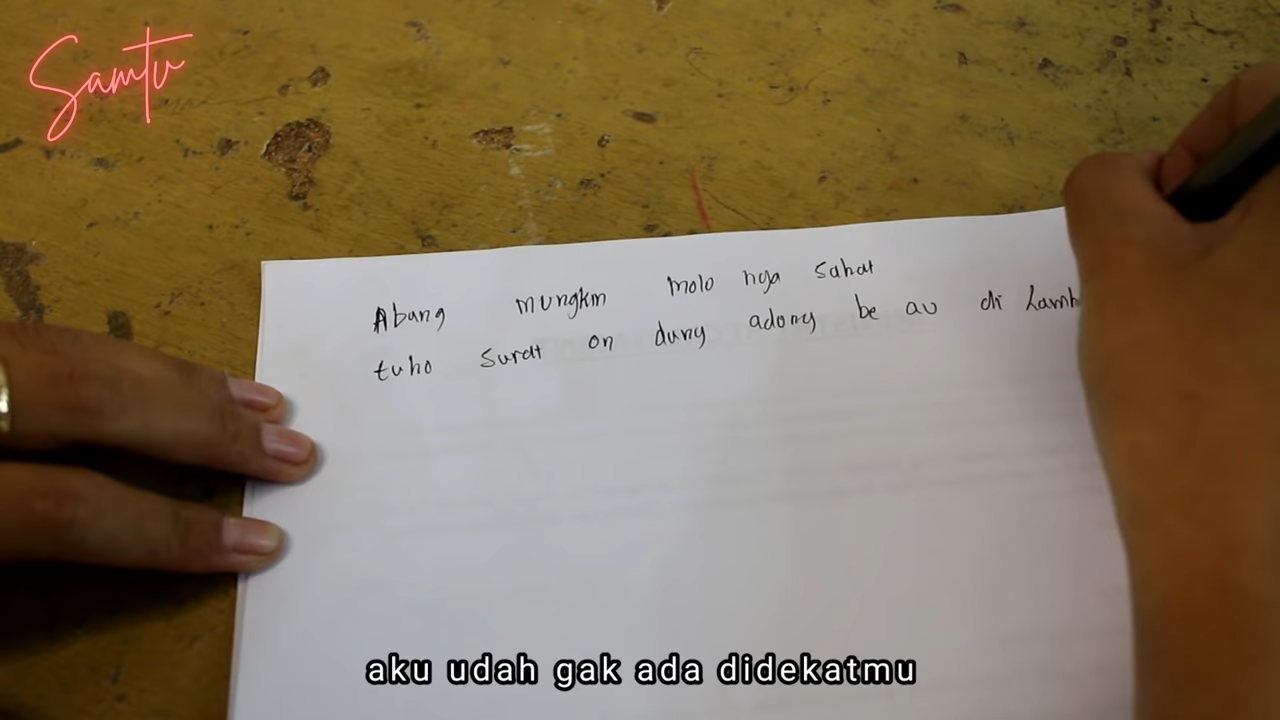 Samtv
Abang mungkin molo nga sahat
tuho surat on dung adong be au di Lamb
aku udah gak ada didekatmu